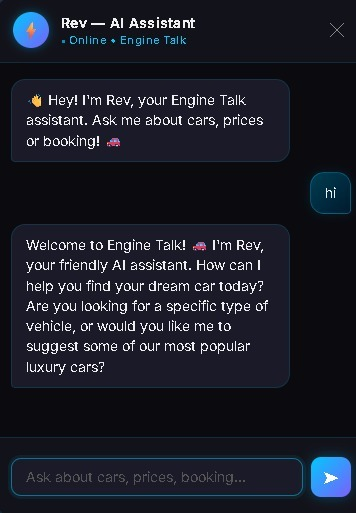 Rev — AI Assistant
• Online • Engine Talk
👋 Hey! I'm Rev, your Engine Talk
assistant. Ask me about cars, prices
or booking! 🚗
hi
Welcome to Engine Talk! 🚗 I'm Rev,
your friendly AI assistant. How can I
help you find your dream car today?
Are you looking for a specific type of
vehicle, or would you like me to
suggest some of our most popular
luxury cars?
Ask about cars, prices, booking...